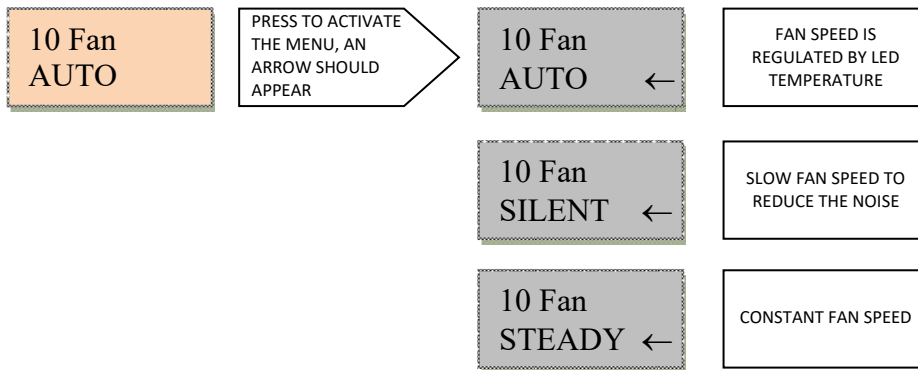 10 Fan
AUTO
PRESS TO ACTIVATE
THE MENU, AN
ARROW SHOULD
APPEAR
10 Fan
AUTO ←
FAN SPEED IS
REGULATED BY LED
TEMPERATURE
10 Fan
SILENT ←
SLOW FAN SPEED TO
REDUCE THE NOISE
10 Fan
STEADY ←
CONSTANT FAN SPEED